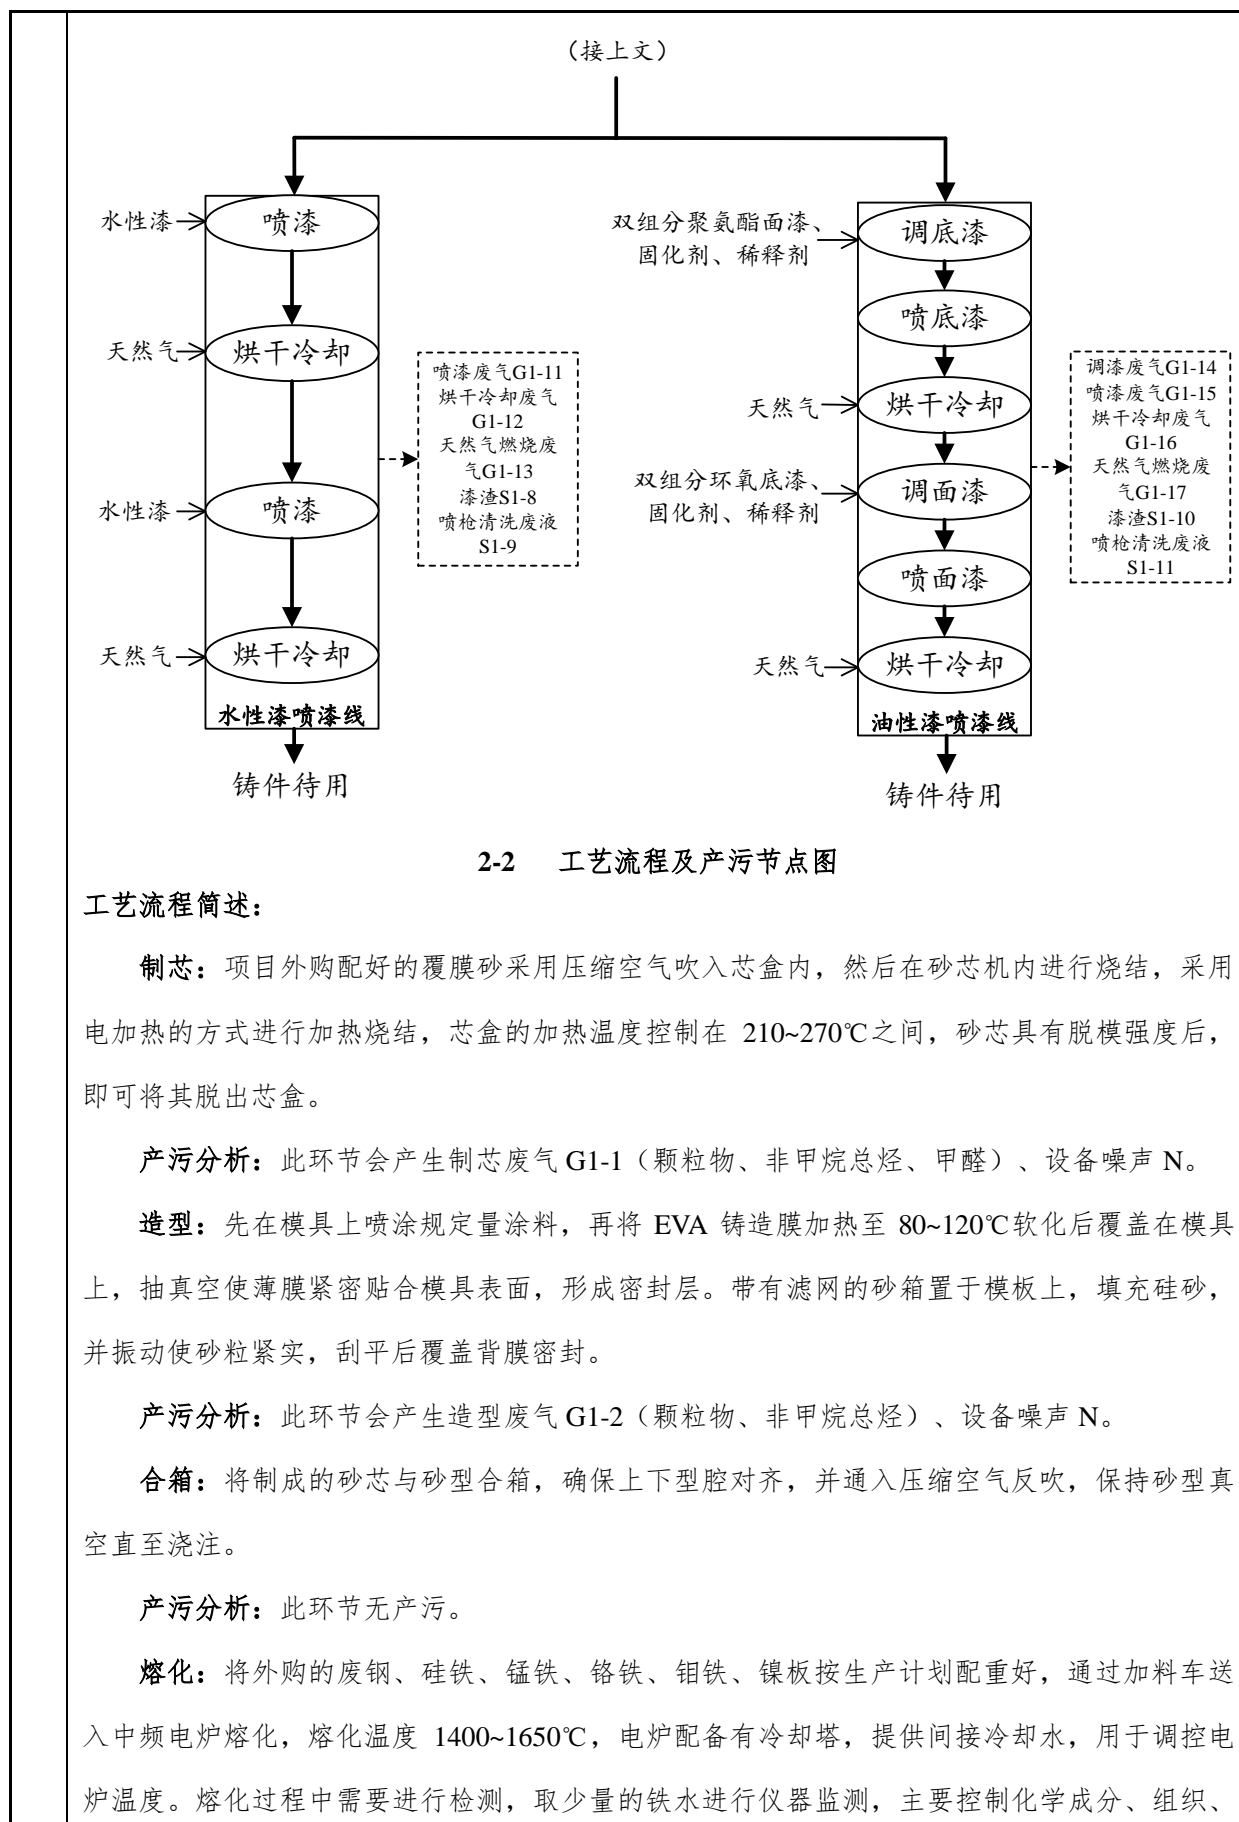 （接上文）
水性漆
喷漆
天然气
烘干冷却
水性漆
喷漆
天然气
烘干冷却
水性漆喷漆线
铸件待用
喷漆废气G1-11
烘干冷却废气
G1-12
天然气燃烧废
气G1-13
漆渣S1-8
喷枪清洗废液
S1-9
双组分聚氨酯面漆、
固化剂、稀释剂
调底漆
喷底漆
天然气
烘干冷却
双组分环氧底漆、
固化剂、稀释剂
调面漆
喷面漆
天然气
烘干冷却
油性漆喷漆线
铸件待用
调漆废气G1-14
喷漆废气G1-15
烘干冷却废气
G1-16
天然气燃烧废
气G1-17
漆渣S1-10
喷枪清洗废液
S1-11
2-2 工艺流程及产污节点图
工艺流程简述：
制芯：项目外购配好的覆膜砂采用压缩空气吹入芯盒内，然后在砂芯机内进行烧结，采用
电加热的方式进行加热烧结，芯盒的加热温度控制在 210~270℃之间，砂芯具有脱模强度后，
即可将其脱出芯盒。
产污分析：此环节会产生制芯废气 G1-1（颗粒物、非甲烷总烃、甲醛）、设备噪声 N。
造型：先在模具上喷涂规定量涂料，再将 EVA 铸造膜加热至 80~120℃软化后覆盖在模具
上，抽真空使薄膜紧密贴合模具表面，形成密封层。带有滤网的砂箱置于模板上，填充硅砂，
并振动使砂粒紧实，刮平后覆盖背膜密封。
产污分析：此环节会产生造型废气 G1-2（颗粒物、非甲烷总烃）、设备噪声 N。
合箱：将制成的砂芯与砂型合箱，确保上下型腔对齐，并通入压缩空气反吹，保持砂型真
空直至浇注。
产污分析：此环节无产污。
熔化：将外购的废钢、硅铁、锰铁、铬铁、钼铁、镍板按生产计划配重好，通过加料车送
入中频电炉熔化，熔化温度 1400~1650℃，电炉配备有冷却塔，提供间接冷却水，用于调控电
炉温度。熔化过程中需要进行检测，取少量的铁水进行仪器监测，主要控制化学成分、组织、